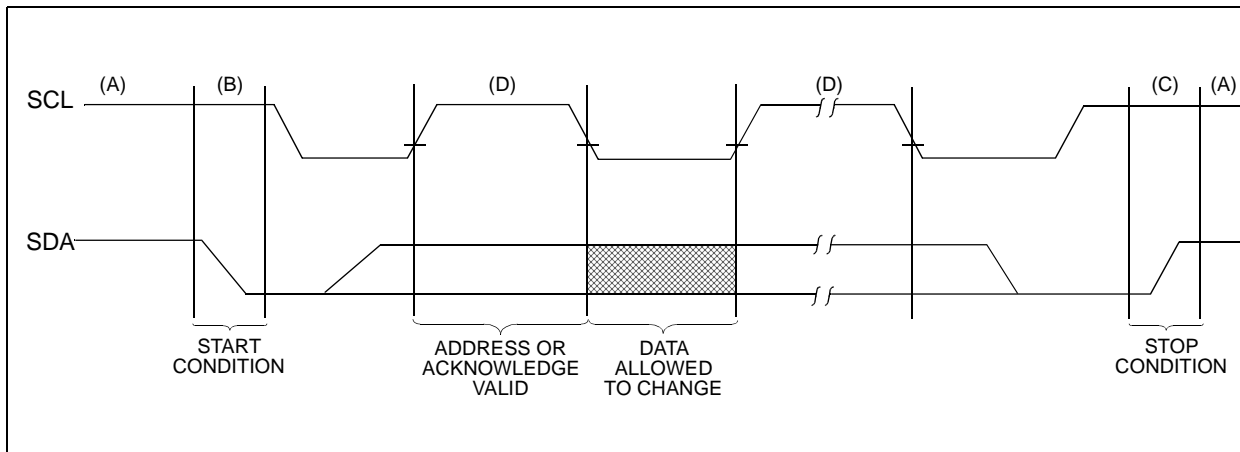 (A) (B) (D) (D) (C) (A)
SCL
SDA
START
CONDITION
ADDRESS OR
ACKNOWLEDGE
VALID
DATA
ALLOWED
TO CHANGE
STOP
CONDITION